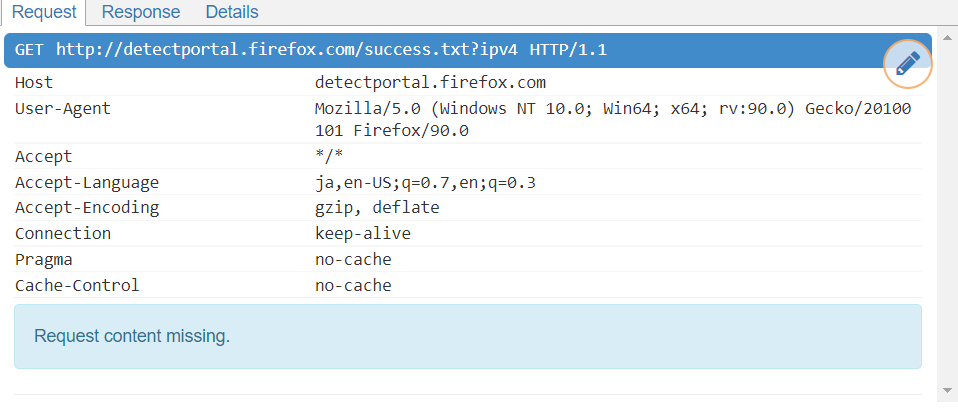 Request Response Details
GET http://detectportal.firefox.com/success.txt?ipv4 HTTP/1.1
Host detectportal.firefox.com
User-Agent Mozilla/5.0 (Windows NT 10.0; Win64; x64; rv:90.0) Gecko/20100
101 Firefox/90.0
Accept */*
Accept-Language ja,en-US;q=0.7,en;q=0.3
Accept-Encoding gzip, deflate
Connection keep-alive
Pragma no-cache
Cache-Control no-cache
Request content missing.